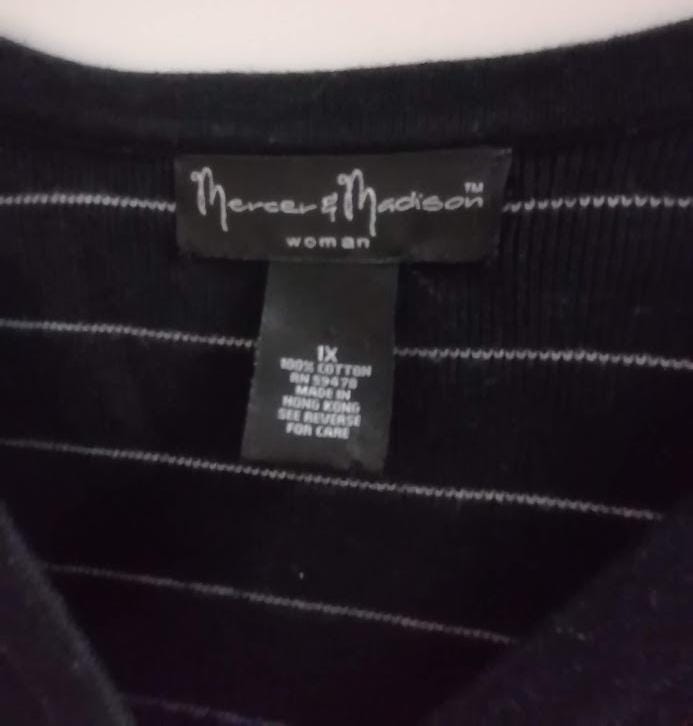 Mercer & Madison™
woman
1X
100% COTTON
RN 59478
MADE IN
HONG KONG
SEE REVERSE
FOR CARE